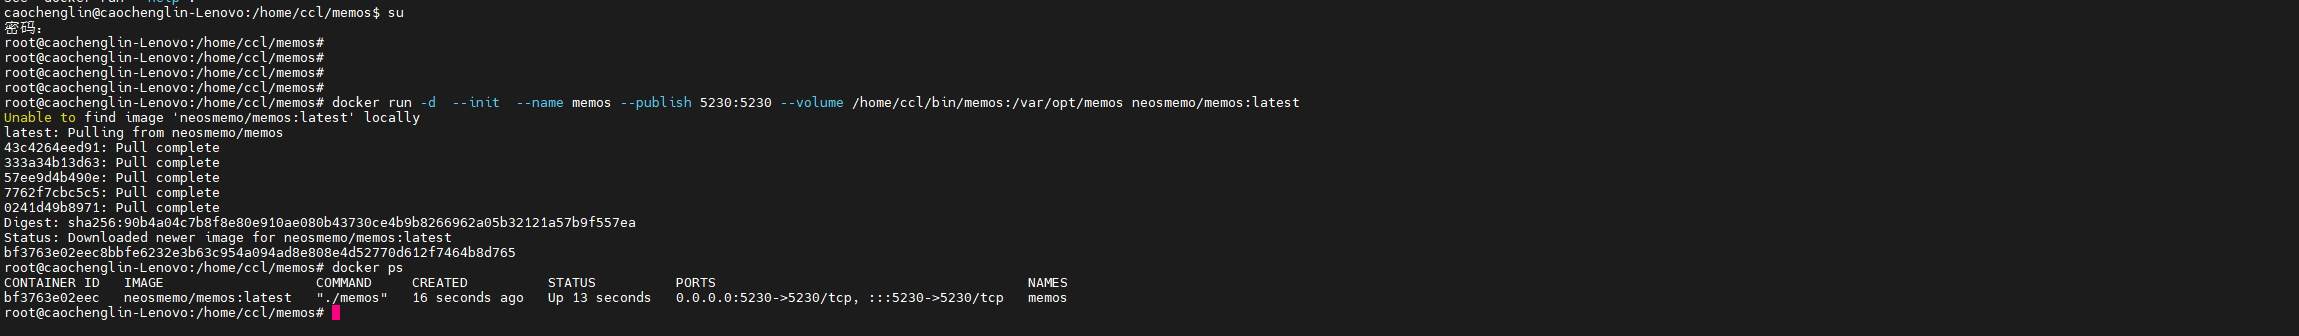 see 'docker run --help'.
caochenglin@caochenglin-Lenovo:/home/ccl/memos$ su
密码：
root@caochenglin-Lenovo:/home/ccl/memos#
root@caochenglin-Lenovo:/home/ccl/memos#
root@caochenglin-Lenovo:/home/ccl/memos#
root@caochenglin-Lenovo:/home/ccl/memos#
root@caochenglin-Lenovo:/home/ccl/memos# docker run -d  --init  --name memos --publish 5230:5230 --volume /home/ccl/bin/memos:/var/opt/memos neosmemo/memos:latest
Unable to find image 'neosmemo/memos:latest' locally
latest: Pulling from neosmemo/memos
43c4264eed91: Pull complete
333a34b13d63: Pull complete
57ee9d4b490e: Pull complete
7762f7cbc5c5: Pull complete
0241d49b8971: Pull complete
Digest: sha256:90b4a04c7b8f8e80e910ae080b43730ce4b9b8266962a05b32121a57b9f557ea
Status: Downloaded newer image for neosmemo/memos:latest
bf3763e02eec8bbfe6232e3b63c954a094ad8e808e4d52770d612f7464b8d765
root@caochenglin-Lenovo:/home/ccl/memos# docker ps
CONTAINER ID   IMAGE                   COMMAND     CREATED          STATUS          PORTS                                       NAMES
bf3763e02eec   neosmemo/memos:latest   "./memos"   16 seconds ago   Up 13 seconds   0.0.0.0:5230->5230/tcp, :::5230->5230/tcp   memos
root@caochenglin-Lenovo:/home/ccl/memos#